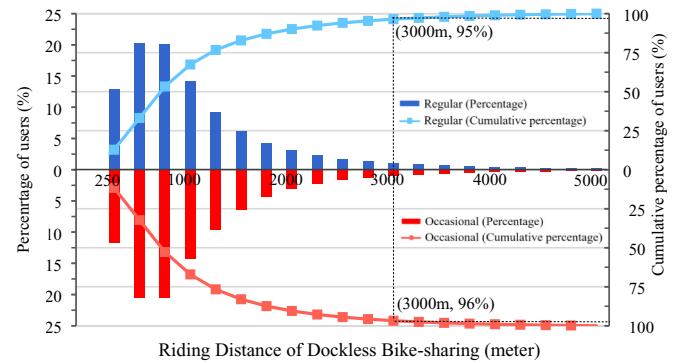 25
20
15
10
5
0
5
10
15
20
25
Percenrtage of users (%)
100
75
50
25
0
25
50
75
100
Cumulative percentage of users (%)
(3000m, 95%)
Regular (Percentage)
Regular (Cumulative percentage)
250 1000 2000 3000 4000 5000
Occasional (Percentage)
Occasional (Cumulative percentage)
(3000m, 96%)
Riding Distance of Dockless Bike-sharing (meter)